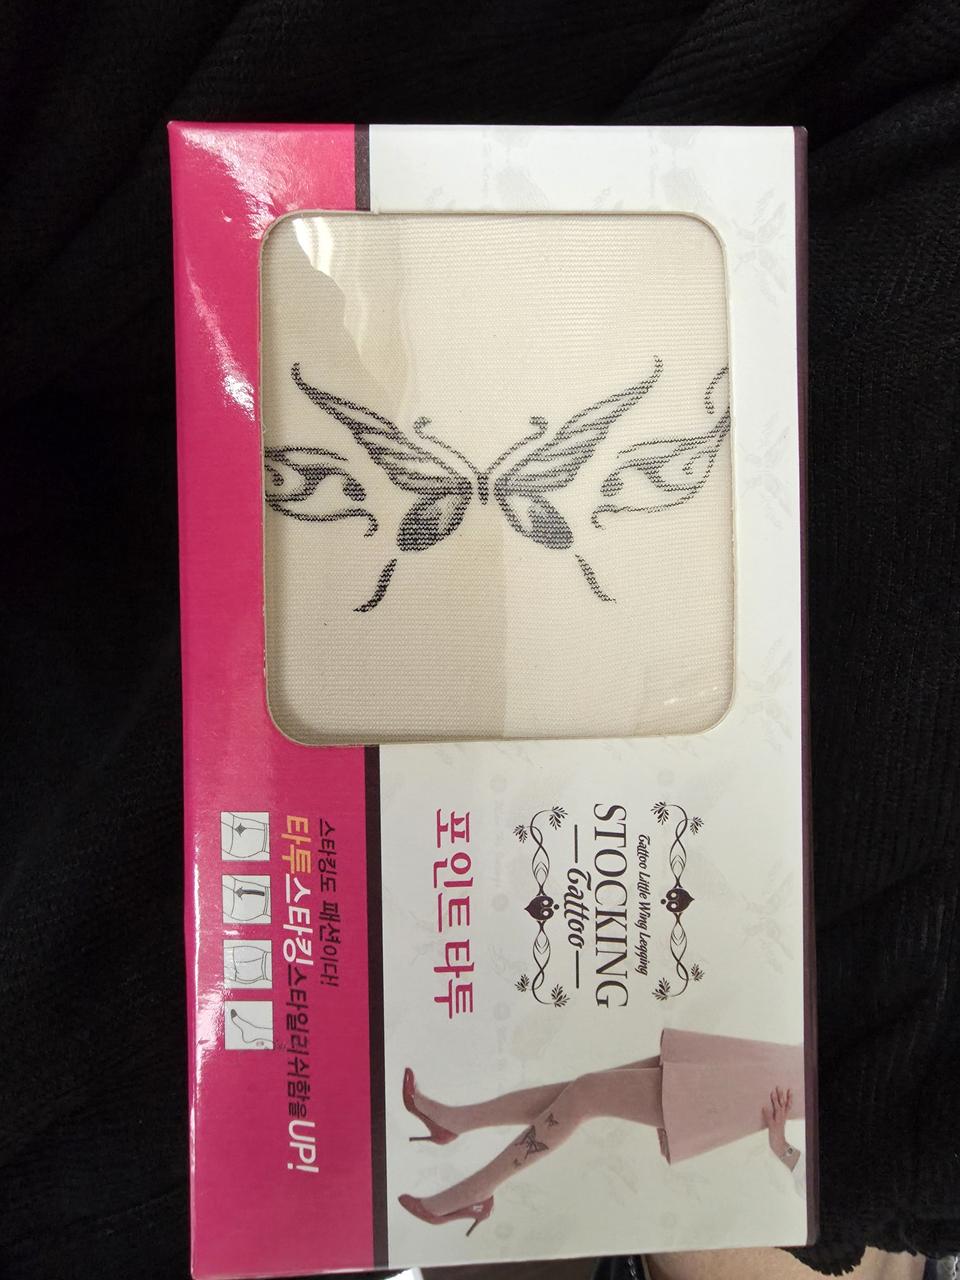 Tattoo Little Wing Legging
STOCKING
Tattoo
포인트 타투
스타킹도 패션이다!
타투스타킹 스타일리쉬함을 UP!